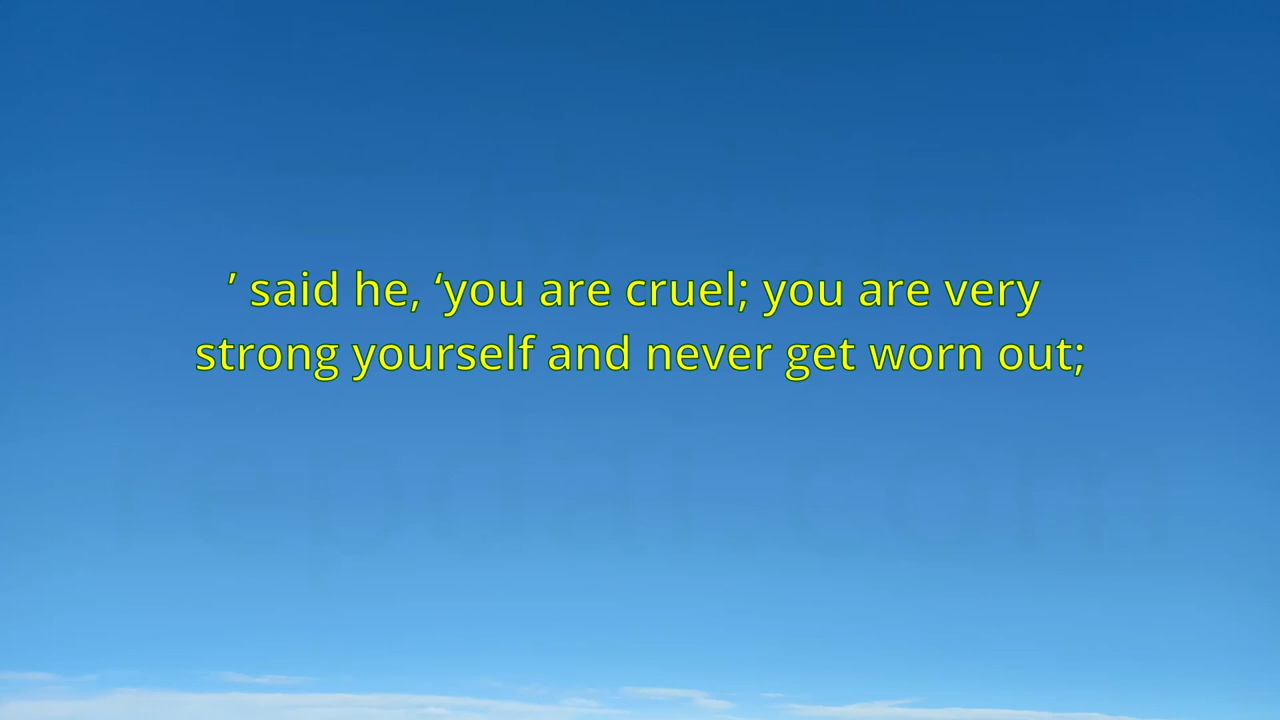 ’ said he, ‘you are cruel; you are very
strong yourself and never get worn out;